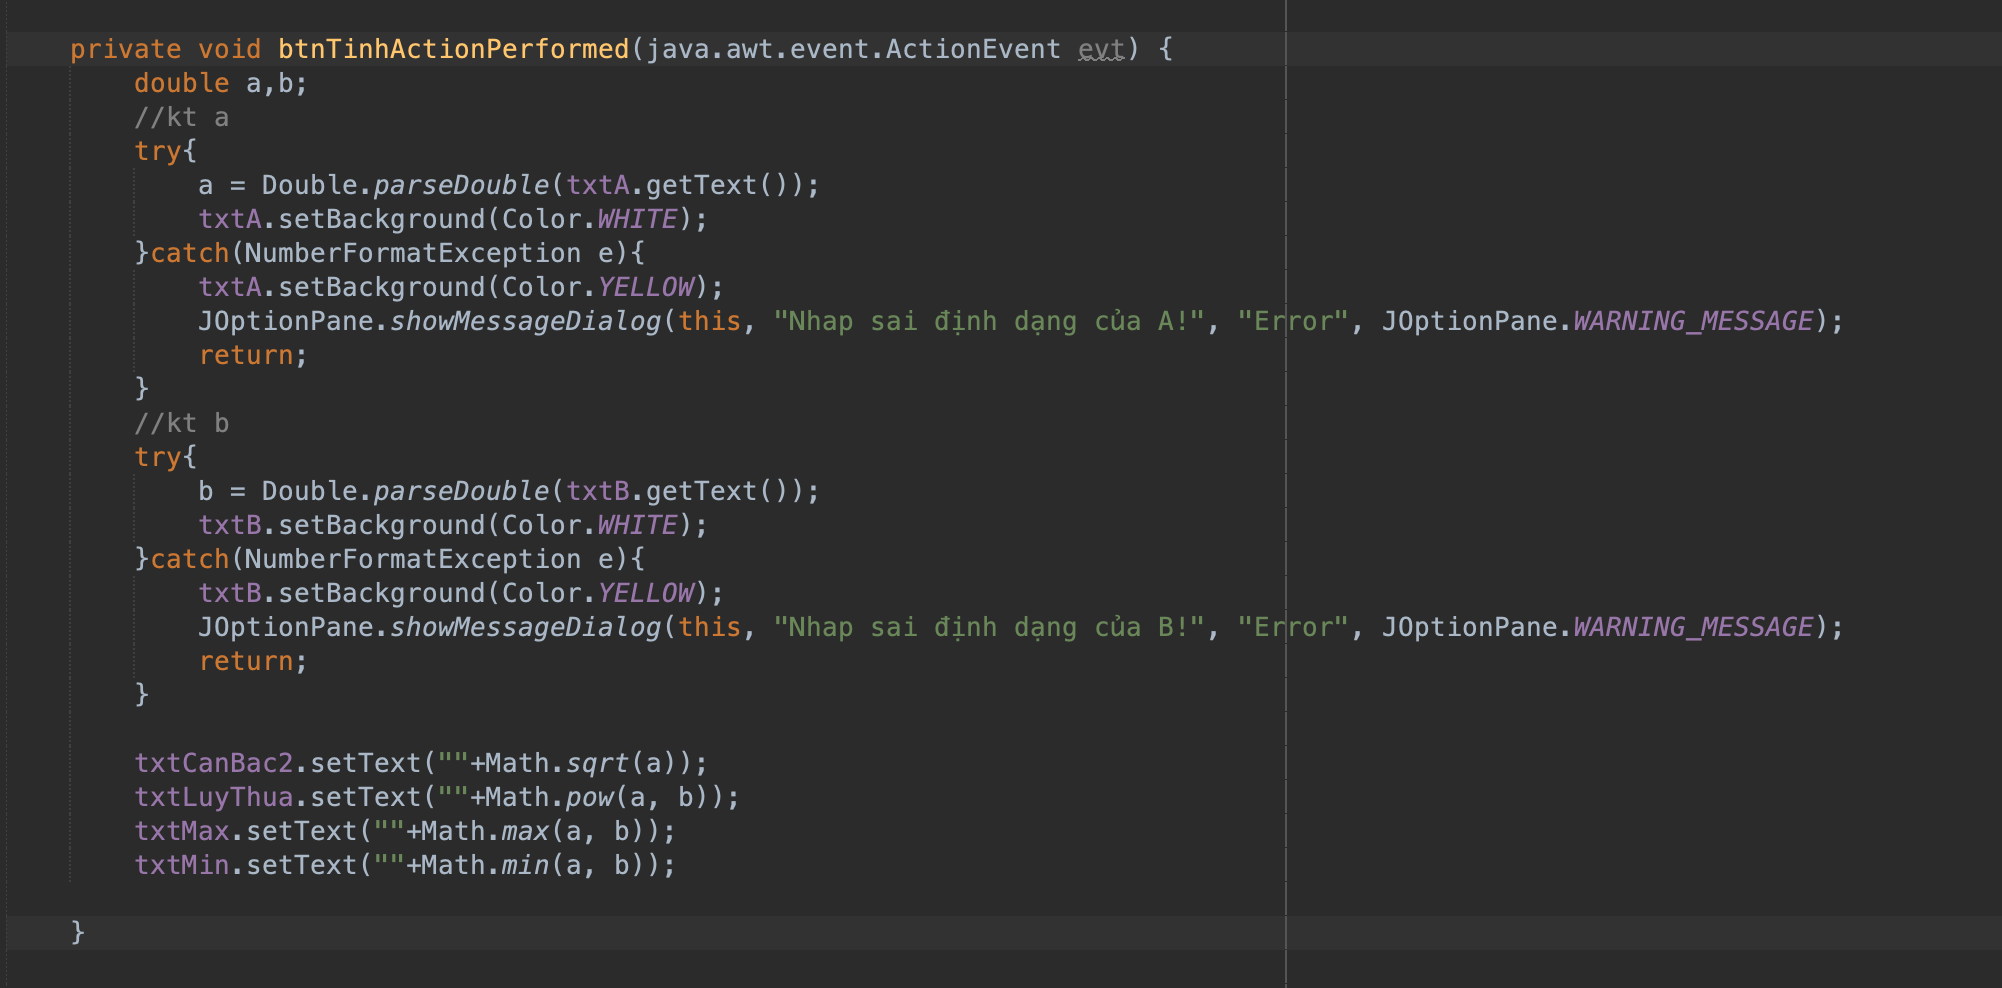 private void btnTinhActionPerformed(java.awt.event.ActionEvent evt) {
double a,b;
//kt a
try{
a = Double.parseDouble(txtA.getText());
txtA.setBackground(Color.WHITE);
}catch(NumberFormatException e){
txtA.setBackground(Color.YELLOW);
JOptionPane.showMessageDialog(this, "Nhap sai định dạng của A!", "Error", JOptionPane.WARNING_MESSAGE);
return;
}
//kt b
try{
b = Double.parseDouble(txtB.getText());
txtB.setBackground(Color.WHITE);
}catch(NumberFormatException e){
txtB.setBackground(Color.YELLOW);
JOptionPane.showMessageDialog(this, "Nhap sai định dạng của B!", "Error", JOptionPane.WARNING_MESSAGE);
return;
}
txtCanBac2.setText(""+Math.sqrt(a));
txtLuyThua.setText(""+Math.pow(a, b));
txtMax.setText(""+Math.max(a, b));
txtMin.setText(""+Math.min(a, b));
}